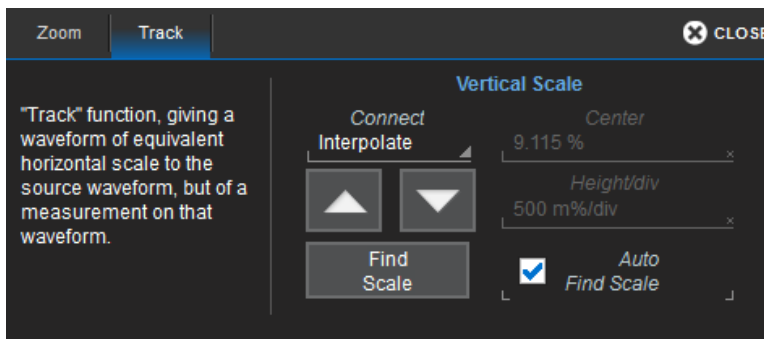 Zoom
Track
CLOSE
"Track" function, giving a
waveform of equivalent
horizontal scale to the
source waveform, but of a
measurement on that
waveform.
Vertical Scale
Connect
Interpolate
Center
9.115 %
Height/div
500 m%/div
Find
Scale
Auto
Find Scale